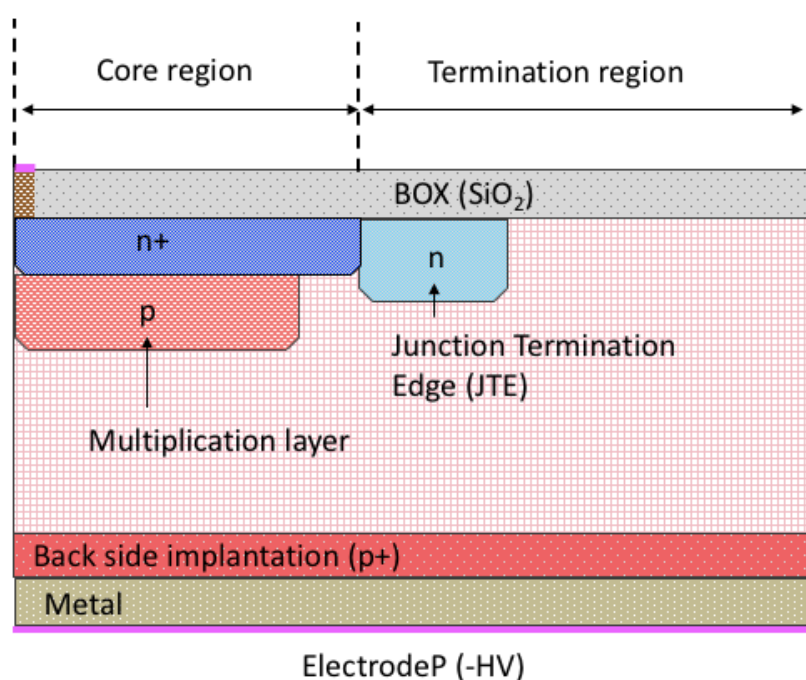 Core region
Termination region
BOX (SiO₂)
n+
n
p
Junction Termination
Edge (JTE)
Multiplication layer
Back side implantation (p+)
Metal
ElectrodeP (-HV)